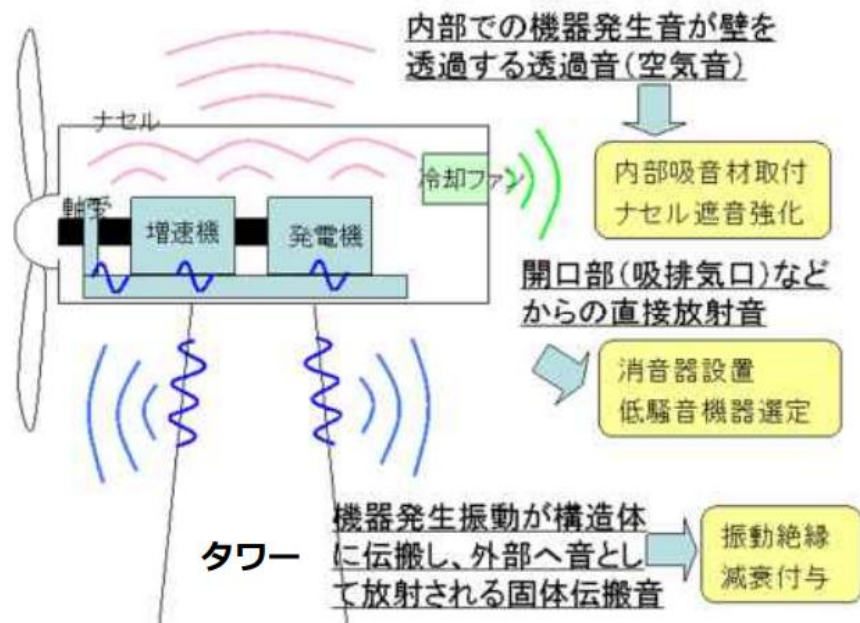 内部での機器発生音が壁を
透過する透過音(空気音)
ナセル
冷却ファン
内部吸音材取付
ナセル遮音強化
軸受
増速機
発電機
開口部(吸排気口)など
からの直接放射音
消音器設置
低騒音機器選定
機器発生振動が構造体
に伝搬し、外部へ音とし
て放射される固体伝搬音
タワー
振動絶縁
減衰付与